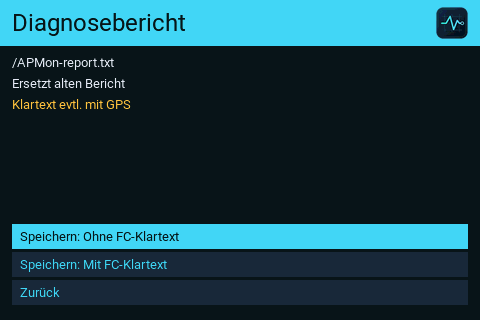 Diagnosebericht
/APMon-report.txt
Ersetzt alten Bericht
Klartext evtl. mit GPS
Speichern: Ohne FC-Klartext
Speichern: Mit FC-Klartext
Zurück